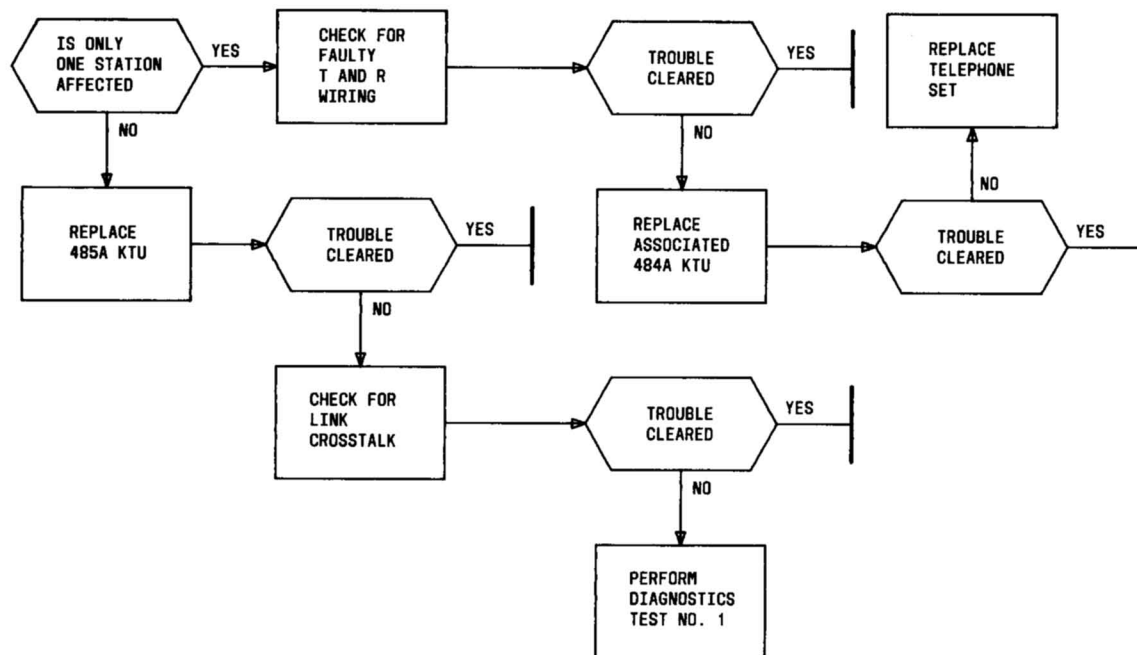 IS ONLY
ONE STATION
AFFECTED
YES
CHECK FOR
FAULTY
T AND R
WIRING
TROUBLE
CLEARED
YES
REPLACE
TELEPHONE
SET
NO
NO
NO
REPLACE
485A KTU
TROUBLE
CLEARED
YES
REPLACE
ASSOCIATED
484A KTU
TROUBLE
CLEARED
YES
NO
CHECK FOR
LINK
CROSSTALK
TROUBLE
CLEARED
YES
NO
PERFORM
DIAGNOSTICS
TEST NO. 1